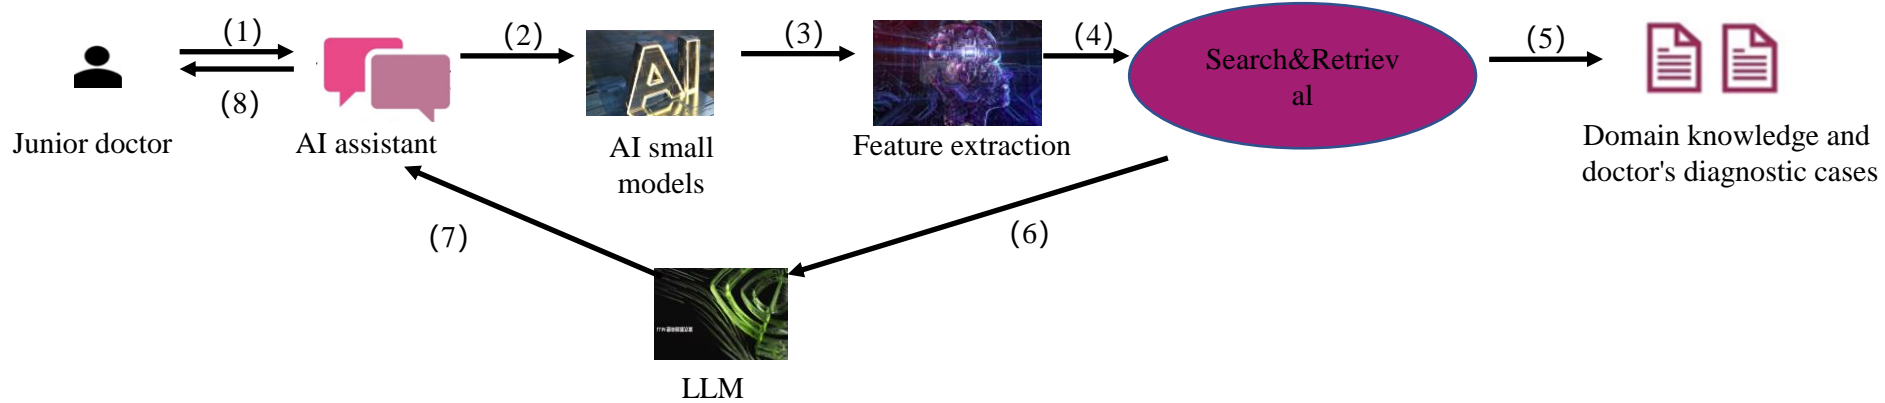 (1)
(2)
(3)
(4)
(5)
(8)
Search&Retriev
al
Junior doctor
AI assistant
AI
AI small
models
Feature extraction
Domain knowledge and
doctor's diagnostic cases
(7)
(6)
LLM